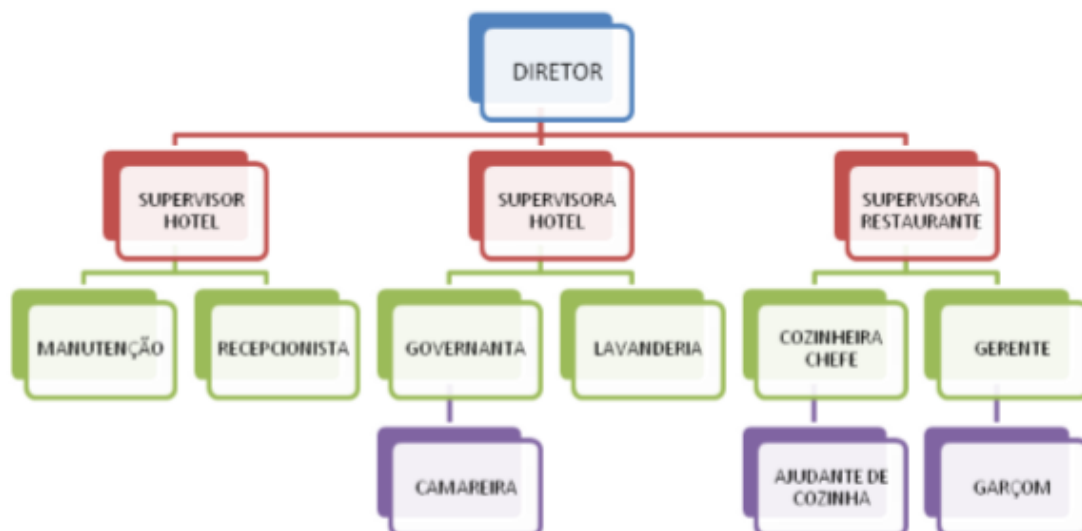 DIRETOR
SUPERVISOR
HOTEL
SUPERVISORA
HOTEL
SUPERVISORA
RESTAURANTE
MANUTENÇÃO
RECEPCIONISTA
GOVERNANTA
LAVANDERIA
COZINHEIRA
CHEFE
GERENTE
CAMAREIRA
AJUDANTE DE
COZINHA
GARÇOM